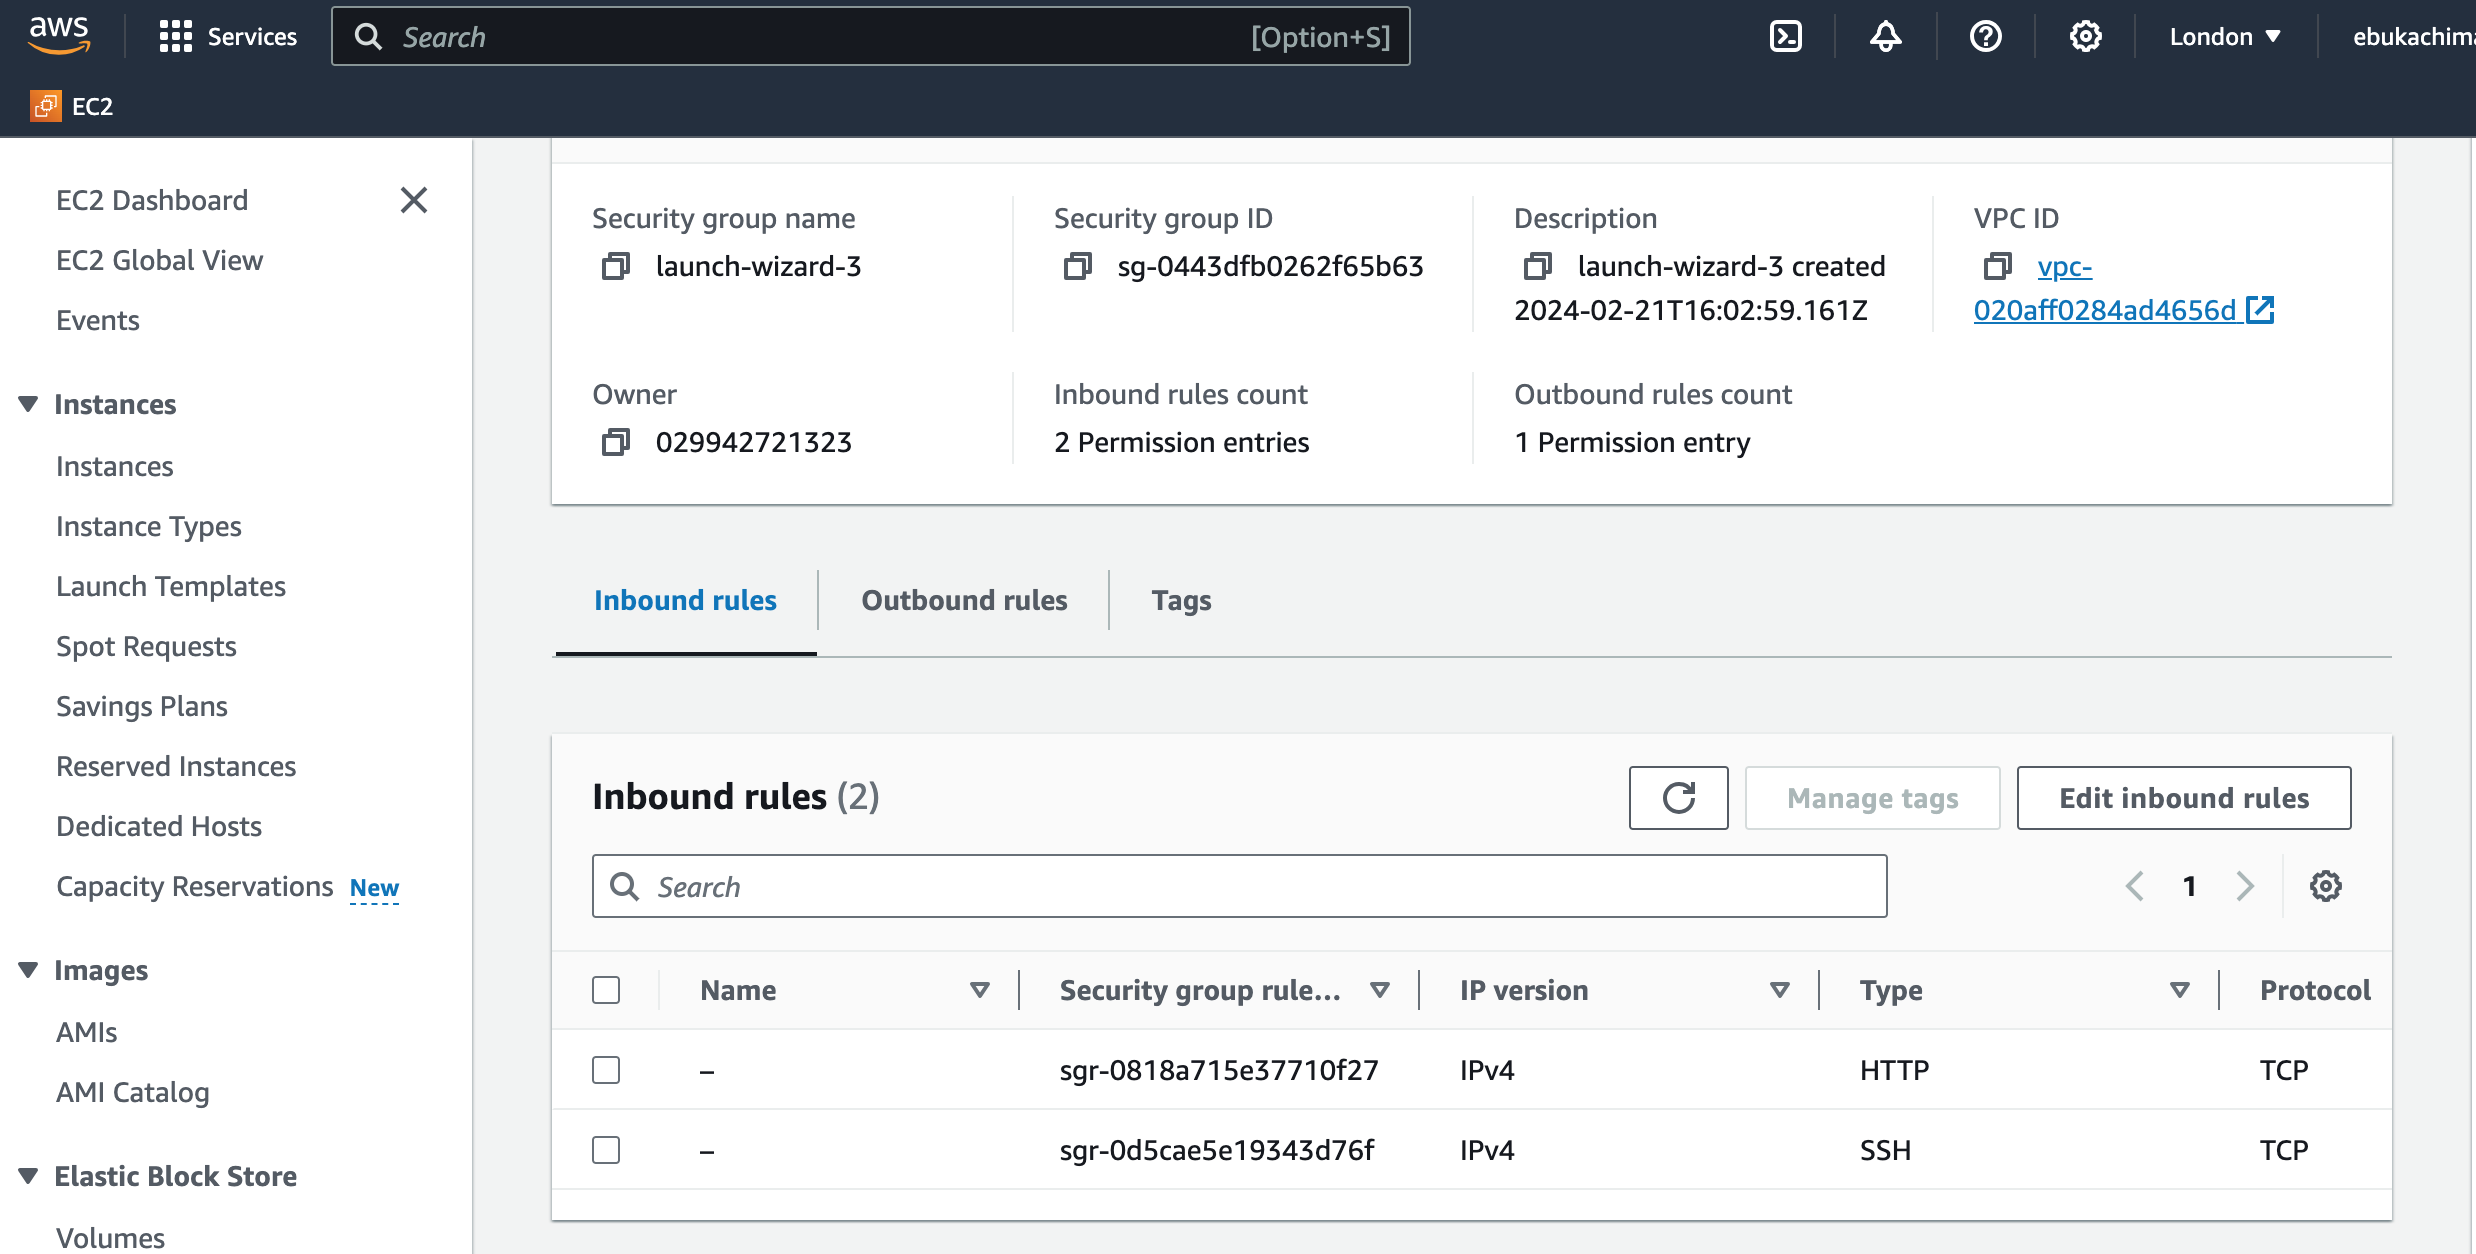 aws
Services
Search
[Option+S]
London
ebukachima
EC2
EC2 Dashboard
EC2 Global View
Events
Instances
Instances
Instance Types
Launch Templates
Spot Requests
Savings Plans
Reserved Instances
Dedicated Hosts
Capacity Reservations New
Images
AMIs
AMI Catalog
Elastic Block Store
Volumes
Security group name
launch-wizard-3
Security group ID
sg-0443dfb0262f65b63
Description
launch-wizard-3 created
2024-02-21T16:02:59.161Z
VPC ID
vpc-
020aff0284ad4656d
Owner
029942721323
Inbound rules count
2 Permission entries
Outbound rules count
1 Permission entry
Inbound rules
Outbound rules
Tags
Inbound rules (2)
Manage tags
Edit inbound rules
Search
1
Name Security group rule... IP version Type Protocol
– sgr-0818a715e37710f27 IPv4 HTTP TCP
– sgr-0d5cae5e19343d76f IPv4 SSH TCP